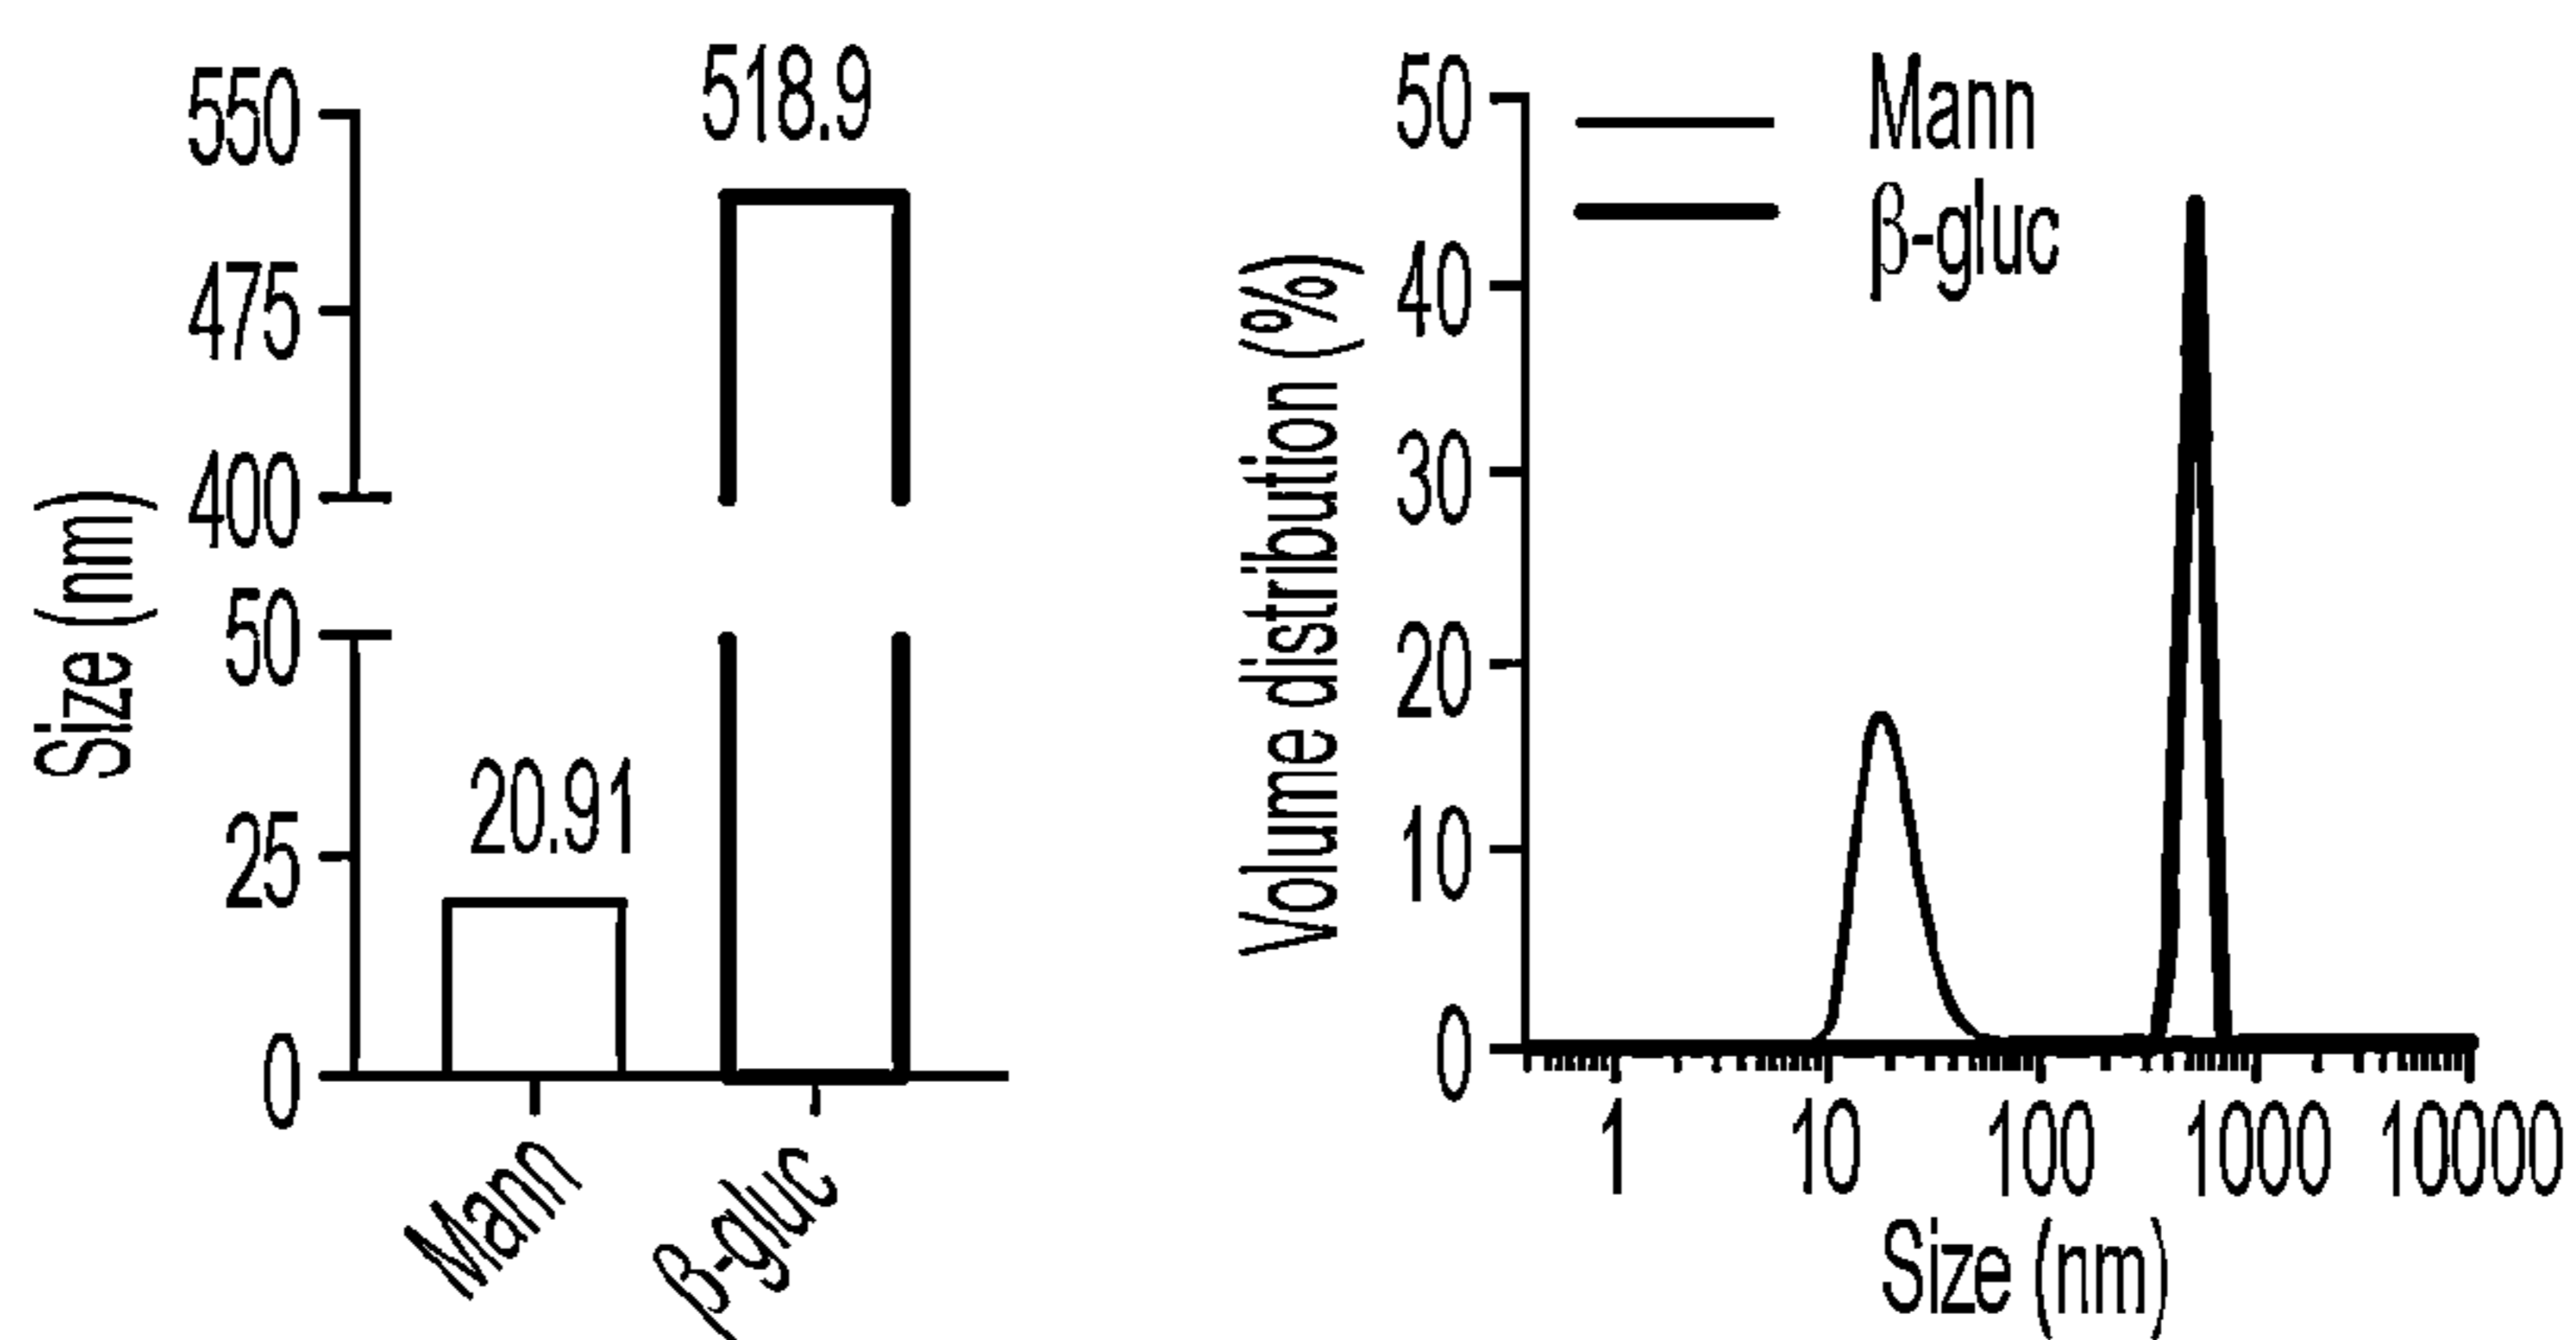 Size (nm)
550
475
400
50
25
0
518.9
20.91
Mann
β-gluc
Volume distribution (%)
50
40
30
20
10
0
Mann
β-gluc
1
10
100
1000
10000
Size (nm)